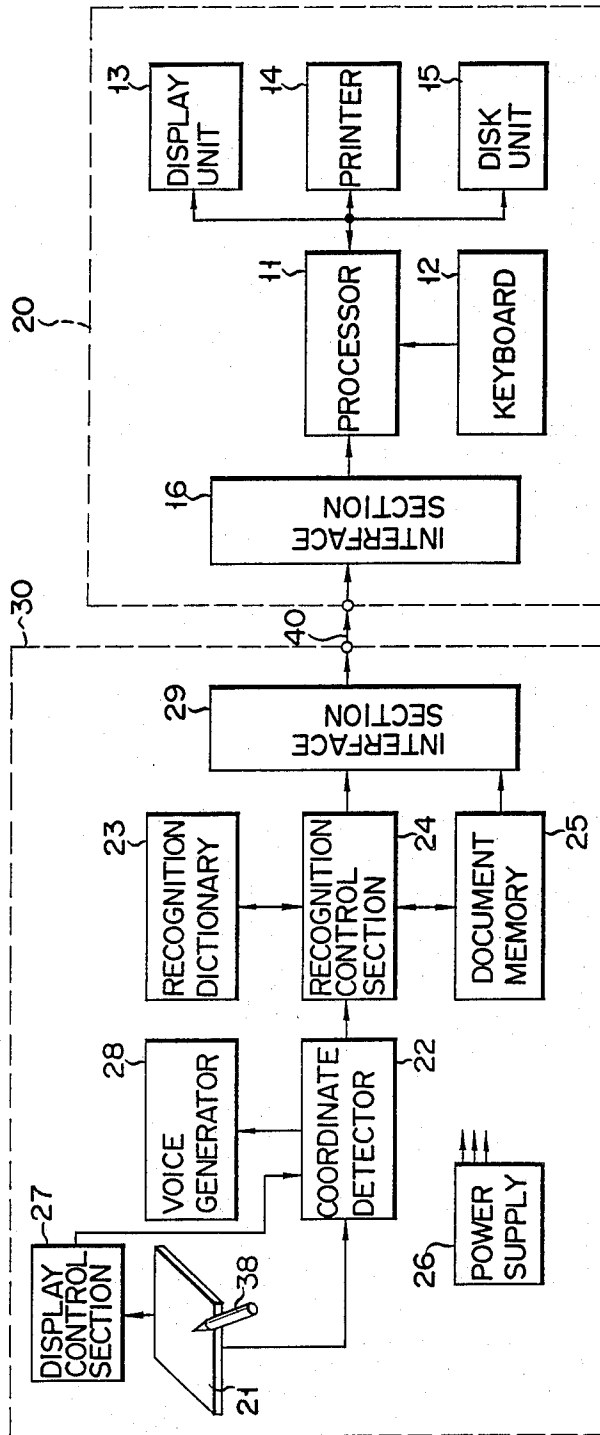 30
27
DISPLAY
CONTROL
SECTION
21
38
28
VOICE
GENERATOR
COORDINATE
DETECTOR
22
26
POWER
SUPPLY
23
RECOGNITION
DICTIONARY
RECOGNITION
CONTROL
SECTION
24
DOCUMENT
MEMORY
25
29
INTERFACE
SECTION
40
20
16
INTERFACE
SECTION
11
PROCESSOR
12
KEYBOARD
13
DISPLAY
UNIT
14
PRINTER
15
DISK
UNIT